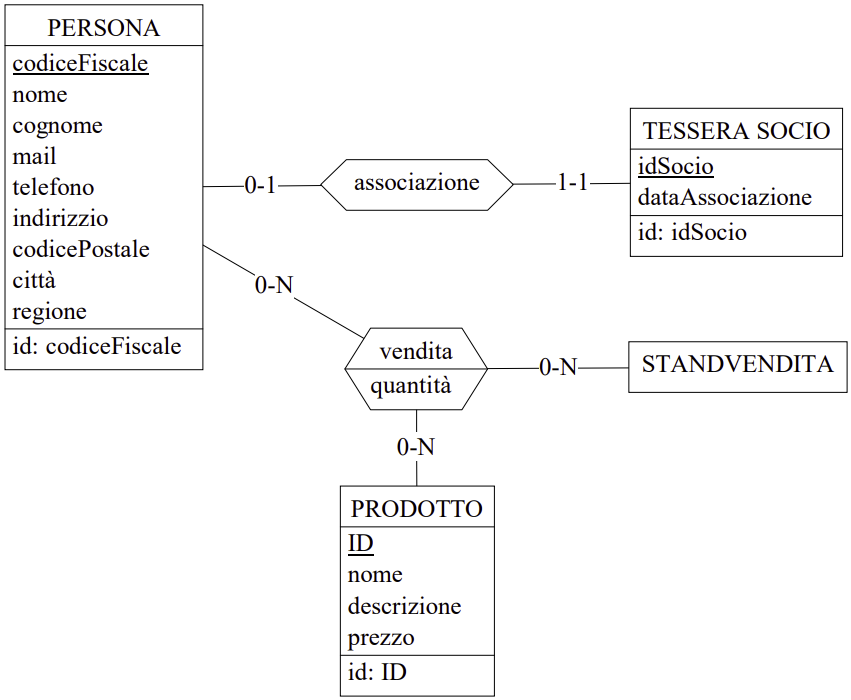 PERSONA
codiceFiscale
nome
cognome
mail
telefono
indirizzio
codicePostale
città
regione
id: codiceFiscale
0-1
associazione
1-1
TESSERA SOCIO
idSocio
dataAssociazione
id: idSocio
0-N
vendita
quantità
0-N
STANDVENDITA
0-N
PRODOTTO
ID
nome
descrizione
prezzo
id: ID